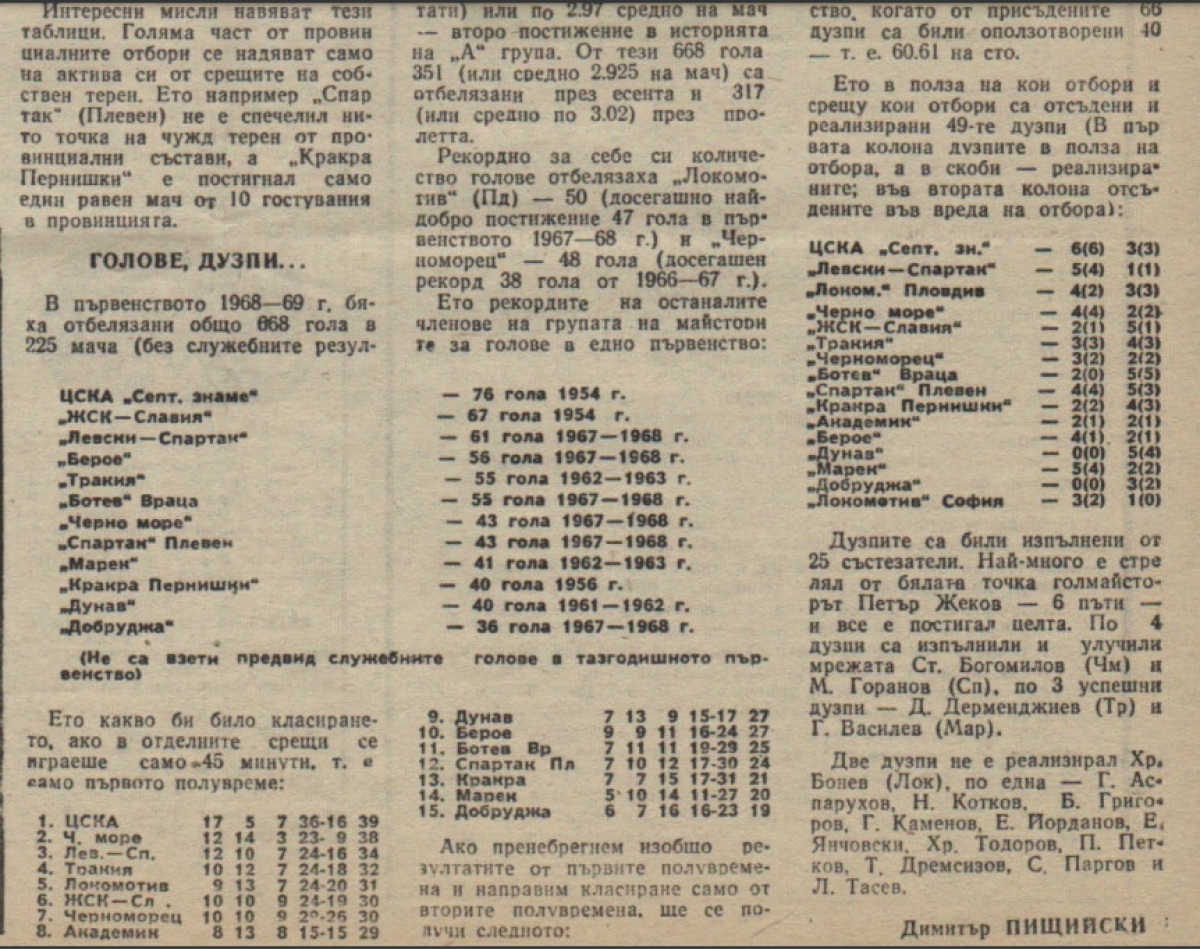 Интересни мисли навяват тези
таблици. Голяма част от провин
циалните отбори се надяват само
на актива си от срещите на соб-
ствен терен. Ето например „Спар
так“ (Плевен) не е спечелил ни-
то точка на чужд терен от про-
винциални състави, а „Кракра
Пернишки“ е постигнал само
един равен мач от 10 гостувания
в провинцията.
ГОЛОВЕ, ДУЗПИ...
В първенството 1968—69 г. бя-
ха отбелязани общо 668 гола в
225 мача (без служебните резул-
тати) или по 2.97 средно на мач
— второ постижение в историята
на „А“ група. От тези 668 гола
351 (или средно 2.925 на мач) са
отбелязани през есента и 317
(или средно по 3.02) през про-
летта.
Рекордно за себе си количе-
ство голове отбелязаха „Локомо-
тив“ (Пд) — 50 (досегашно най-
добро постижение 47 гола в пър-
венството 1967—68 г.) и „Чер-
номорец“ — 48 гола (досегашен
рекорд 38 гола от 1966—67 г.).
Ето рекордите на останалите
членове на групата на майстори
те за голове в едно първенство:
ЦСКА „Септ. знаме“ — 76 гола 1954 г.
„ЖСК—Славия“ — 67 гола 1954 г.
„Левски—Спартак“ — 61 гола 1967—1968 г.
„Берое“ — 56 гола 1967—1968 г.
„Тракия“ — 55 гола 1962—1963 г.
„Ботев“ Враца — 55 гола 1967—1968 г.
„Черно море“ — 43 гола 1967—1968 г.
„Спартак“ Плевен — 43 гола 1967—1968 г.
„Марек“ — 41 гола 1962—1963 г.
„Кракра Пернишки“ — 40 гола 1956 г.
„Дунав“ — 40 гола 1961—1962 г.
„Добруджа“ — 36 гола 1967—1968 г.
(Не са взети предвид служебните голове в тазгодишното пър-
венство)
Ето какво би било класиране-
то, ако в отделните срещи се
играеше само 45 минути, т. е
само първото полувреме:
1. ЦСКА 17 5 7 36-16 39
2. Ч. море 12 14 3 23- 9 38
3. Лев.—Сп. 12 10 7 24-16 34
4. Тракия 10 12 7 24-18 32
5. Локомотив 9 13 7 24-20 31
6. ЖСК—Сл . 10 10 9 24-19 30
7. Черноморец 10 10 9 26 30
8. Академик 8 13 8 15-15 29
9. Дунав 7 13 9 15-17 27
10. Берое 9 9 11 16-24 27
11. Ботев Вр 7 11 11 19-29 25
12. Спартак Пл 7 10 12 17-30 24
13. Кракра 7 7 15 17-31 21
14. Марек 5 10 14 11-27 20
15. Добруджа 6 7 16 16-23 19
Ако пренебрегнем изобщо ре-
зултатите от първите полувреме-
на и направим класиране само от
вторите полувремена, ще се по-
лучи следното:
ство, когато от присъдените 66
дузпи са били оползотворени 40
— т. е. 60.61 на сто.
Ето в полза на кои отбори и
срещу кои отбори са отсъдени и
реализирани 49-те дузпи (В пър
вата колона дузпите в полза на
отбора, а в скоби — реализира-
ните; във втората колона отсъ-
дените във вреда на отбора):
ЦСКА „Септ. зн.“ — 6(6) 3(3)
„Левски—Спартак“ — 5(4) 1(1)
„Локом.“ Пловдив — 4(2) 3(3)
„Черно море“ — 4(4) 2(2)
„ЖСК—Славия“ — 2(1) 5(1)
„Тракия“ — 3(3) 4(3)
„Черноморец“ — 3(2) 2(2)
„Ботев“ Враца — 2(0) 5(5)
„Спартак“ Плевен — 4(4) 5(3)
„Кракра Пернишки“ — 2(2) 4(3)
„Академик“ — 2(1) 2(1)
„Берое“ — 4(1) 2(1)
„Дунав“ — 0(0) 5(4)
„Марек“ — 5(4) 2(2)
„Добруджа“ — 0(0) 3(2)
„Локомотив“ София — 3(2) 1(0)
Дузпите са били изпълнени от
25 състезатели. Най-много е стре
лял от бялата точка голмайсто-
рът Петър Жеков — 6 пъти —
и все е постигал целта. По 4
дузпи са изпълнили и улучили
мрежата Ст. Богомилов (Чм) и
М. Горанов (Сп), по 3 успешни
дузпи — Д. Дерменджиев (Тр) и
Г. Василев (Мар).
Две дузпи не е реализирал Хр.
Бонев (Лок), по една — Г. Ас-
парухов, Н. Котков, Б. Григо-
ров, Г. Каменов, Е. Йорданов, Е.
Янчовски, Хр. Тодоров, П. Пет-
ков, Т. Дремсизов, С. Паргов и
Л. Тасев.
Димитър ПИЩИЙСКИ